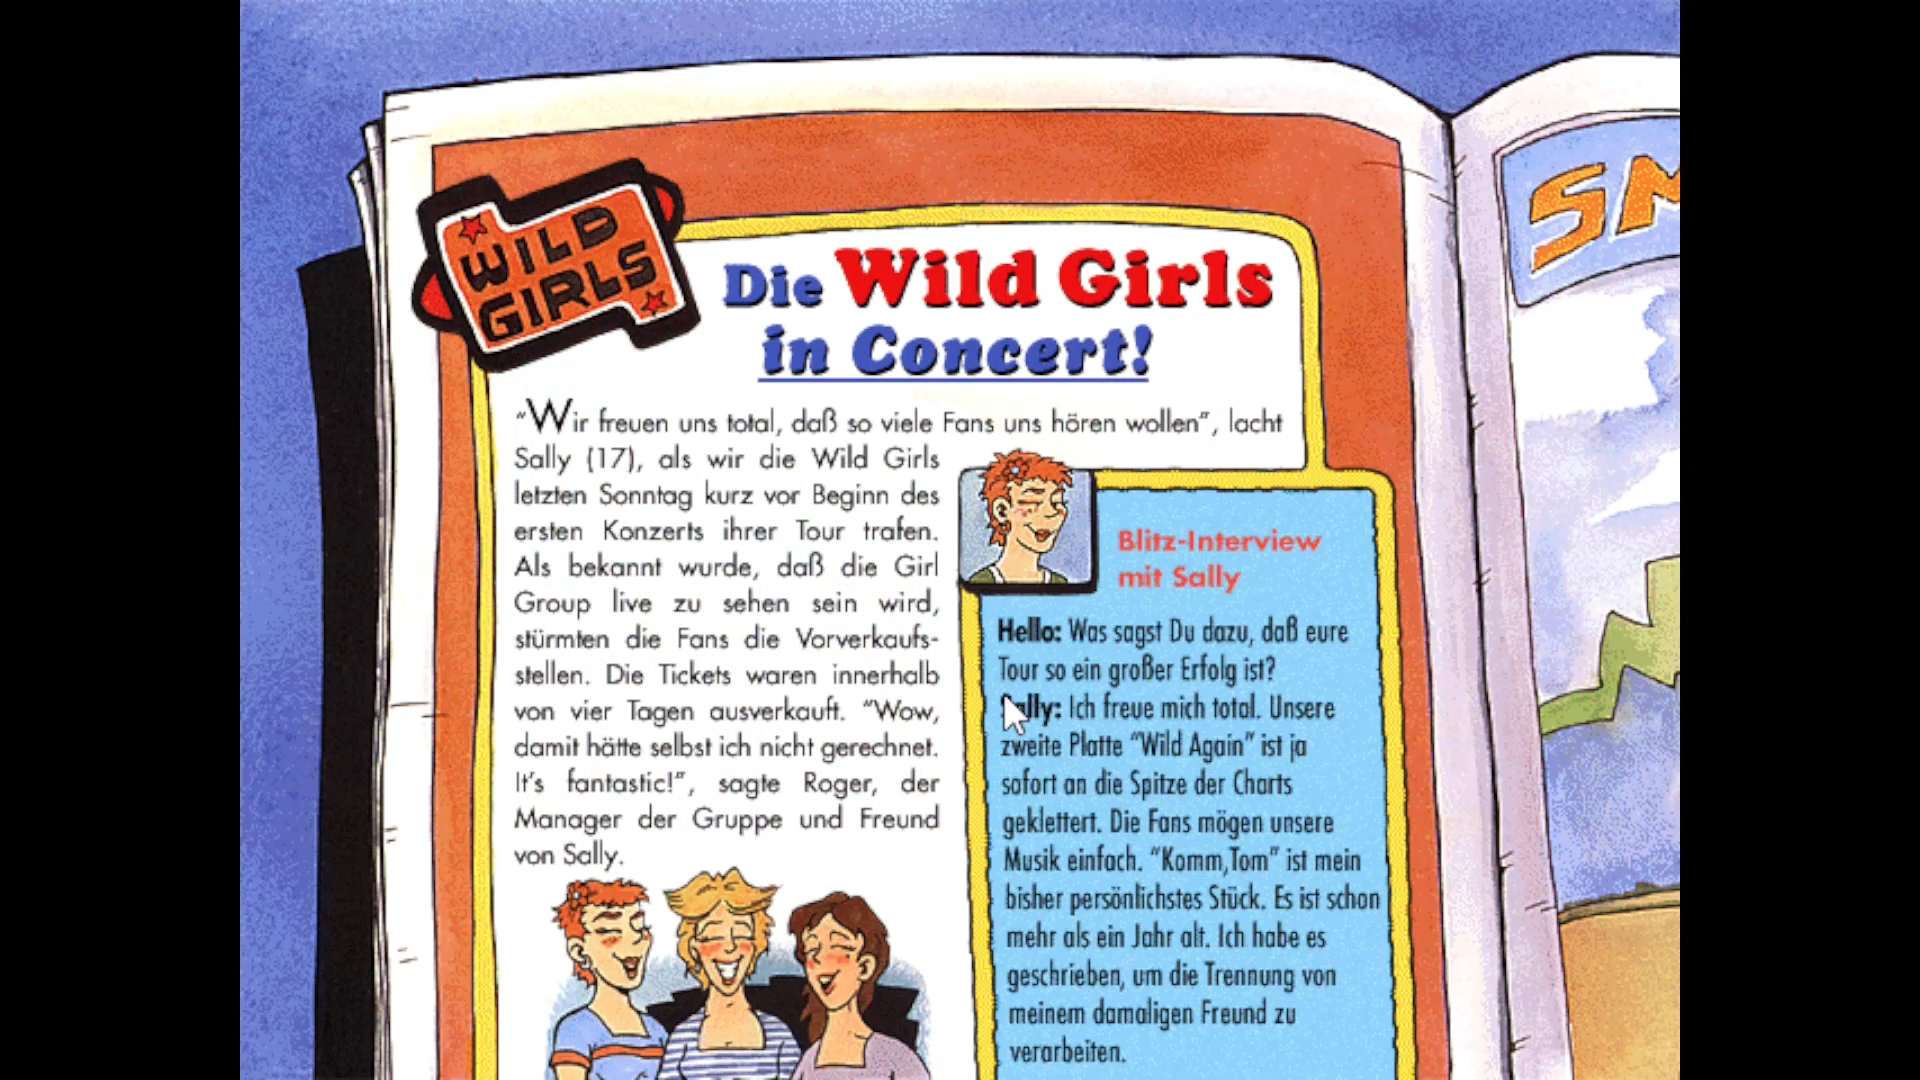 WILD
GIRLS
Die Wild Girls
in Concert!
"Wir freuen uns total, daß so viele Fans uns hören wollen", lacht
Sally (17), als wir die Wild Girls
letzten Sonntag kurz vor Beginn des
ersten Konzerts ihrer Tour trafen.
Als bekannt wurde, daß die Girl
Group live zu sehen sein wird,
stürmten die Fans die Vorverkaufs-
stellen. Die Tickets waren innerhalb
von vier Tagen ausverkauft. "Wow,
damit hätte selbst ich nicht gerechnet.
It's fantastic!", sagte Roger, der
Manager der Gruppe und Freund
von Sally.
Blitz-Interview
mit Sally
Hello: Was sagst Du dazu, daß eure
Tour so ein großer Erfolg ist?
Sally: Ich freue mich total. Unsere
zweite Platte "Wild Again" ist ja
sofort an die Spitze der Charts
geklettert. Die Fans mögen unsere
Musik einfach. "Komm,Tom" ist mein
bisher persönlichstes Stück. Es ist schon
mehr als ein Jahr alt. Ich habe es
geschrieben, um die Trennung von
meinem damaligen Freund zu
verarbeiten.